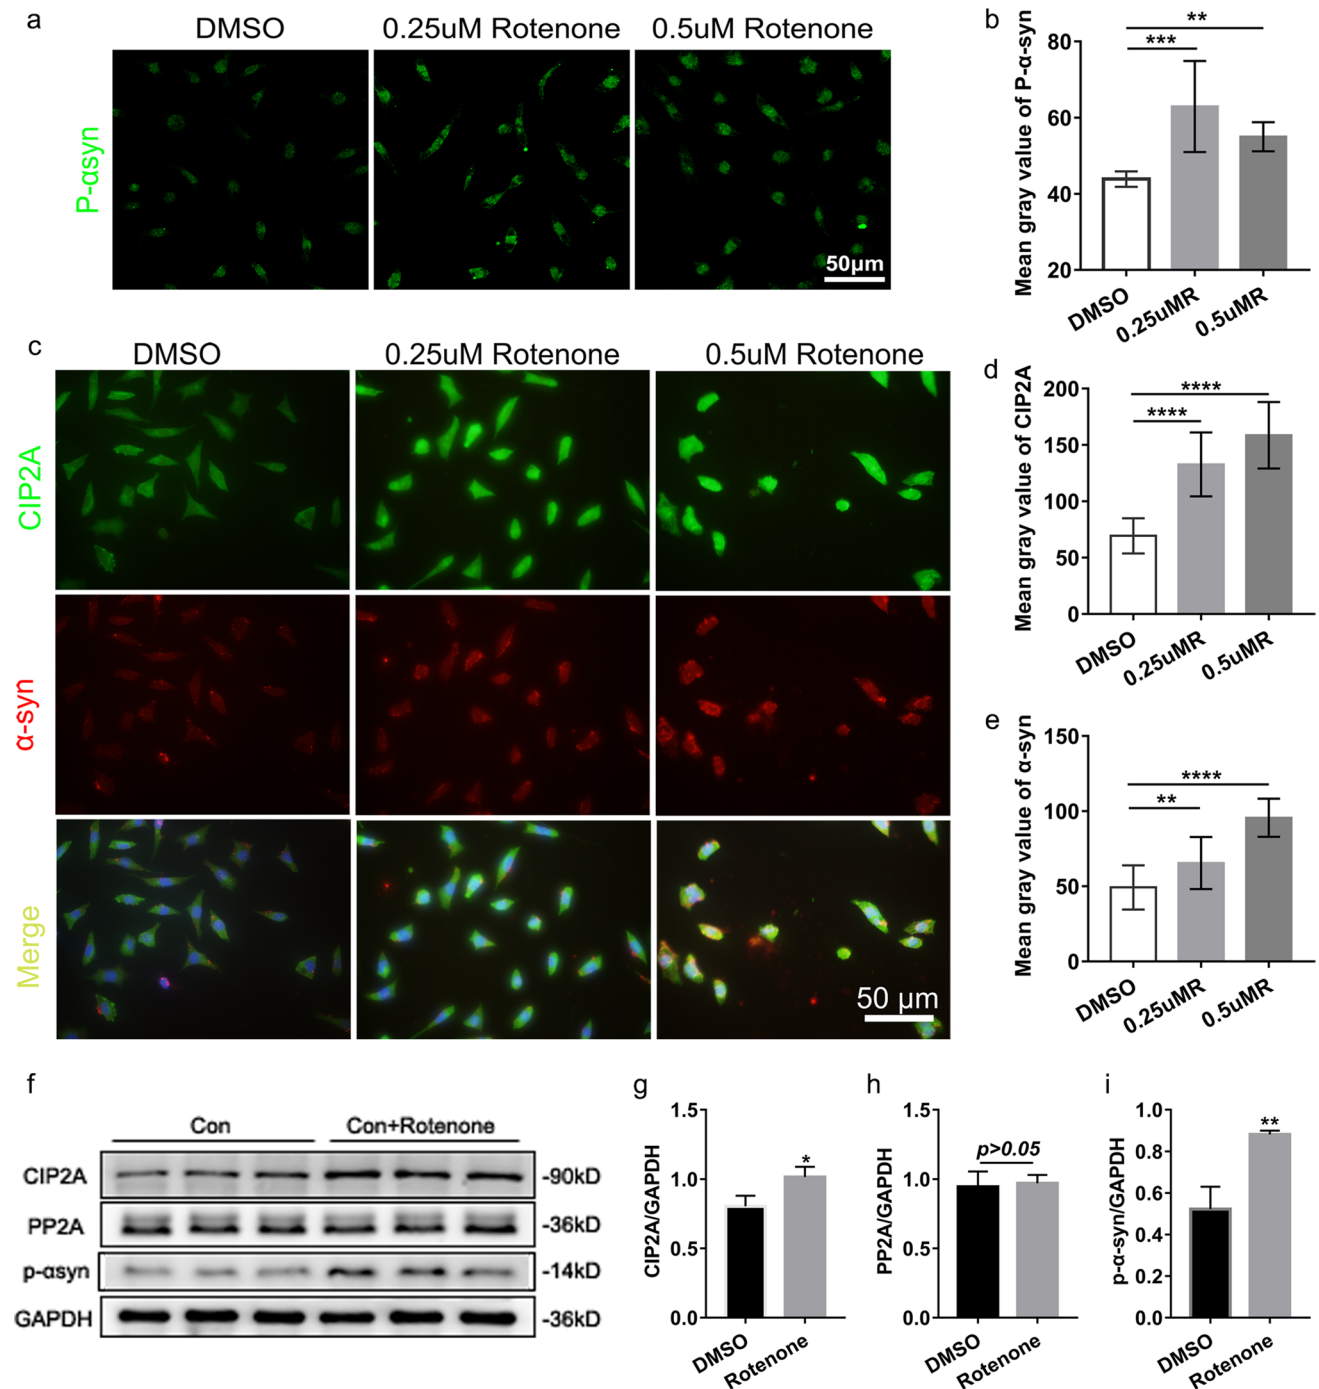 a
DMSO 0.25uM Rotenone 0.5uM Rotenone
P-αsyn
50μm
b
Mean gray value of P-α-syn
80
60
40
20
**
***
DMSO 0.25uMR 0.5uMR
c
DMSO 0.25uM Rotenone 0.5uM Rotenone
CIP2A
α-syn
Merge
50 μm
d
Mean gray value of CIP2A
200
150
100
50
0
****
****
DMSO 0.25uMR 0.5uMR
e
Mean gray value of α-syn
150
100
50
0
****
**
DMSO 0.25uMR 0.5uMR
f
Con Con+Rotenone
CIP2A -90kD
PP2A -36kD
p-αsyn -14kD
GAPDH -36kD
g
CIP2A/GAPDH
1.5
1.0
0.5
0.0
*
DMSO Rotenone
h
PP2A/GAPDH
1.5
1.0
0.5
0.0
p>0.05
DMSO Rotenone
i
p-α-syn/GAPDH
1.0
0.8
0.6
0.4
0.2
0.0
**
DMSO Rotenone